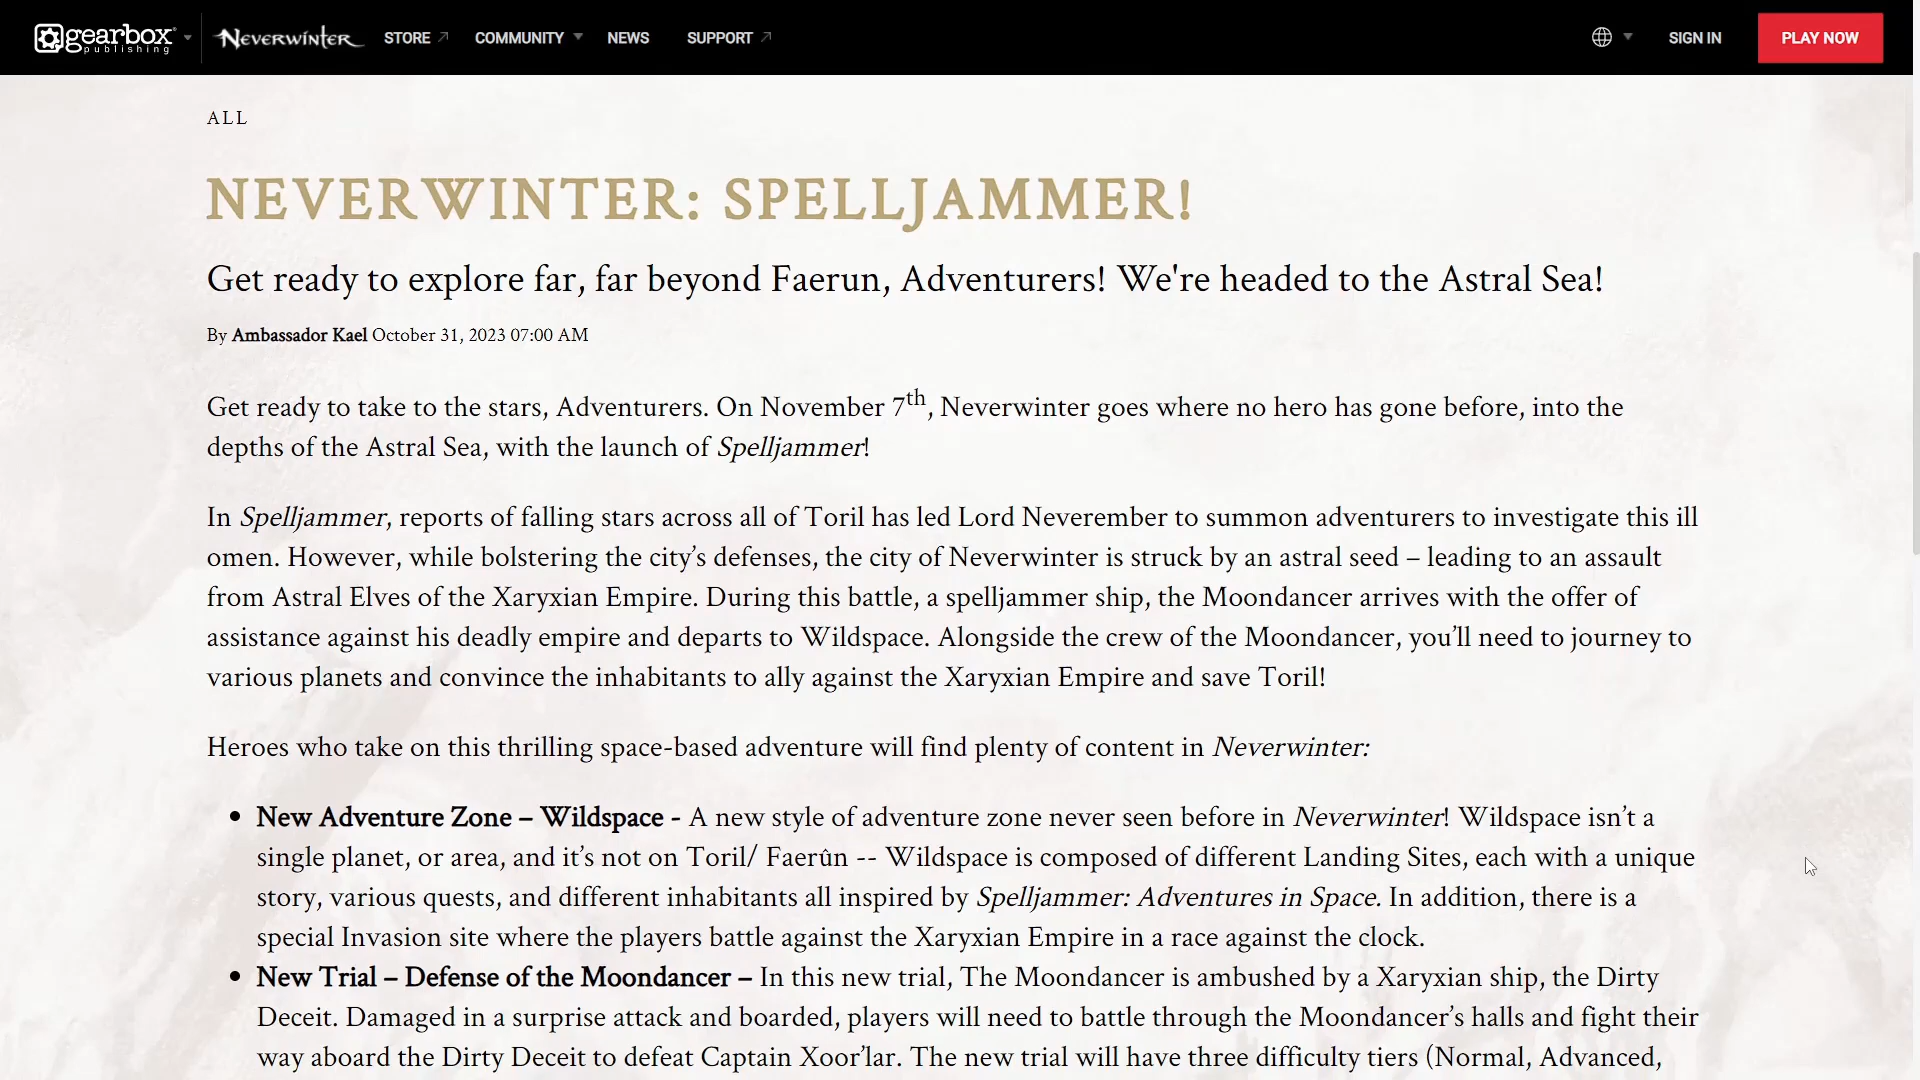 gearbox publishing
Neverwinter STORE COMMUNITY NEWS SUPPORT SIGN IN PLAY NOW
ALL
NEVERWINTER: SPELLJAMMER!
Get ready to explore far, far beyond Faerun, Adventurers! We're headed to the Astral Sea!
By Ambassador Kael October 31, 2023 07:00 AM
Get ready to take to the stars, Adventurers. On November 7th, Neverwinter goes where no hero has gone before, into the
depths of the Astral Sea, with the launch of Spelljammer!
In Spelljammer, reports of falling stars across all of Toril has led Lord Neverember to summon adventurers to investigate this ill
omen. However, while bolstering the city’s defenses, the city of Neverwinter is struck by an astral seed – leading to an assault
from Astral Elves of the Xaryxian Empire. During this battle, a spelljammer ship, the Moondancer arrives with the offer of
assistance against his deadly empire and departs to Wildspace. Alongside the crew of the Moondancer, you’ll need to journey to
various planets and convince the inhabitants to ally against the Xaryxian Empire and save Toril!
Heroes who take on this thrilling space-based adventure will find plenty of content in Neverwinter:
• New Adventure Zone – Wildspace - A new style of adventure zone never seen before in Neverwinter! Wildspace isn’t a
single planet, or area, and it’s not on Toril/ Faerûn -- Wildspace is composed of different Landing Sites, each with a unique
story, various quests, and different inhabitants all inspired by Spelljammer: Adventures in Space. In addition, there is a
special Invasion site where the players battle against the Xaryxian Empire in a race against the clock.
• New Trial – Defense of the Moondancer – In this new trial, The Moondancer is ambushed by a Xaryxian ship, the Dirty
Deceit. Damaged in a surprise attack and boarded, players will need to battle through the Moondancer’s halls and fight their
way aboard the Dirty Deceit to defeat Captain Xoor’lar. The new trial will have three difficulty tiers (Normal, Advanced,